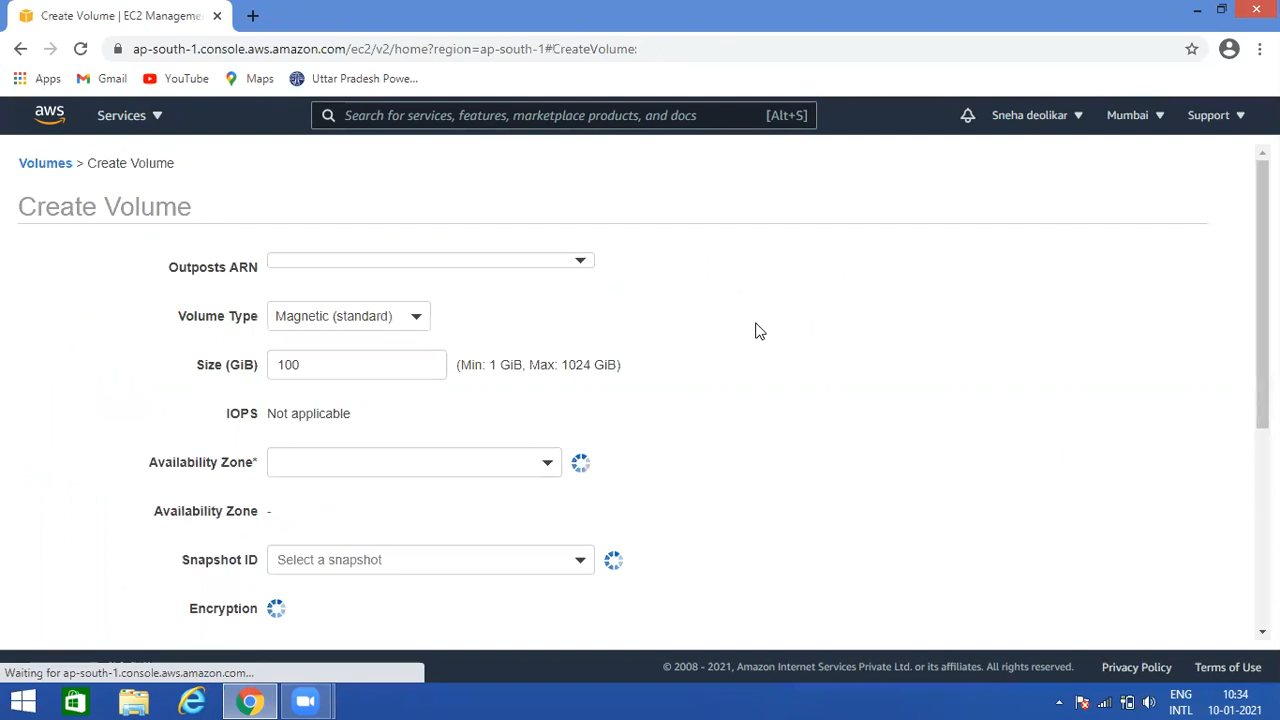 Create Volume | EC2 Manageme
ap-south-1.console.aws.amazon.com/ec2/v2/home?region=ap-south-1#CreateVolume:
Apps Gmail YouTube Maps Uttar Pradesh Powe...
aws Services Search for services, features, marketplace products, and docs [Alt+S] Sneha deolikar Mumbai Support
Volumes > Create Volume
Create Volume
Outposts ARN
Volume Type Magnetic (standard)
Size (GiB) 100 (Min: 1 GiB, Max: 1024 GiB)
IOPS Not applicable
Availability Zone*
Availability Zone -
Snapshot ID Select a snapshot
Encryption
Waiting for ap-south-1.console.aws.amazon.com...
© 2008 - 2021, Amazon Internet Services Private Ltd. or its affiliates. All rights reserved. Privacy Policy Terms of Use
ENG 10:34
INTL 10-01-2021